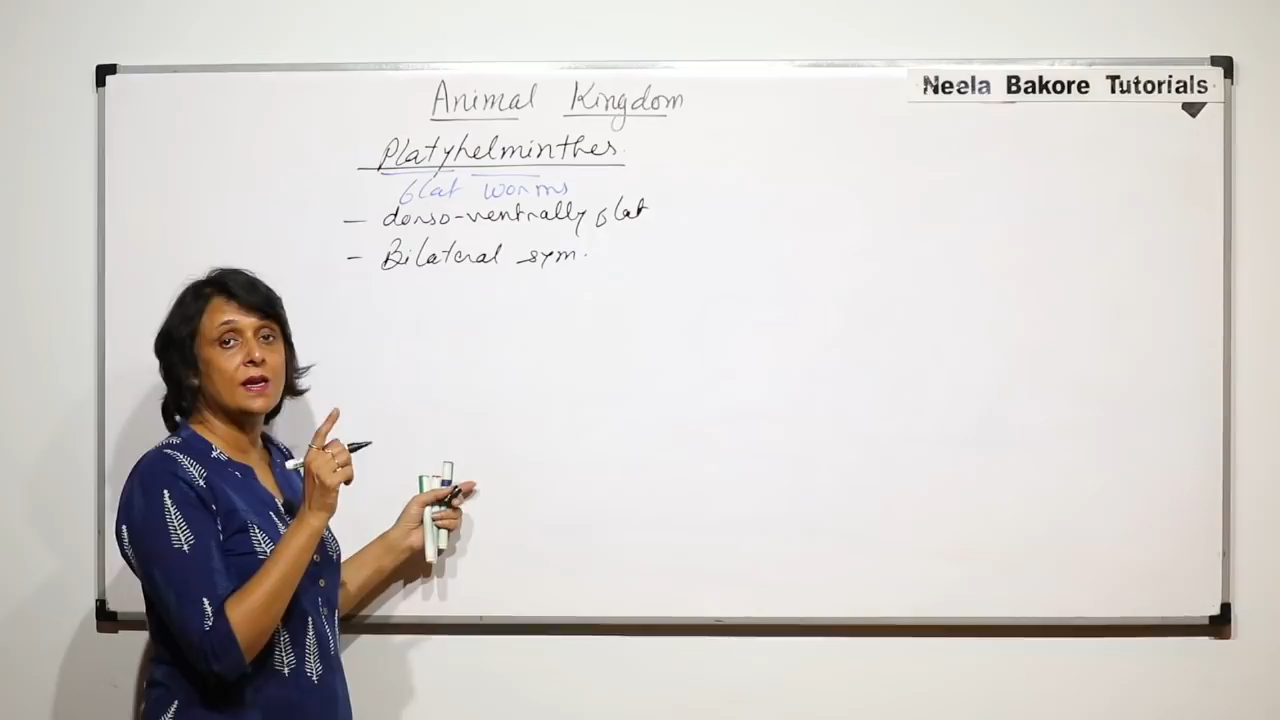 Animal Kingdom
Neela Bakore Tutorials
Platyhelminthes.
flat worms
- dorso-ventrally flat
- Bilateral sym.